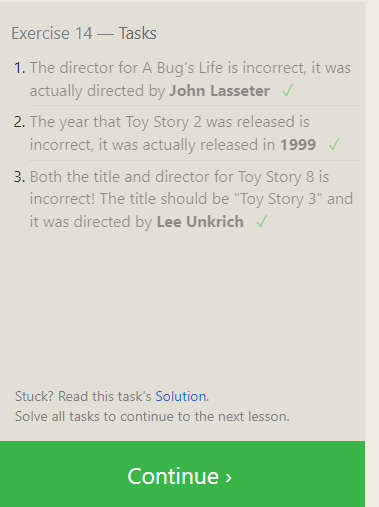 Exercise 14 — Tasks
1. The director for A Bug's Life is incorrect, it was
actually directed by John Lasseter ✓
2. The year that Toy Story 2 was released is
incorrect, it was actually released in 1999 ✓
3. Both the title and director for Toy Story 8 is
incorrect! The title should be "Toy Story 3" and
it was directed by Lee Unkrich ✓
Stuck? Read this task's Solution.
Solve all tasks to continue to the next lesson.
Continue ›